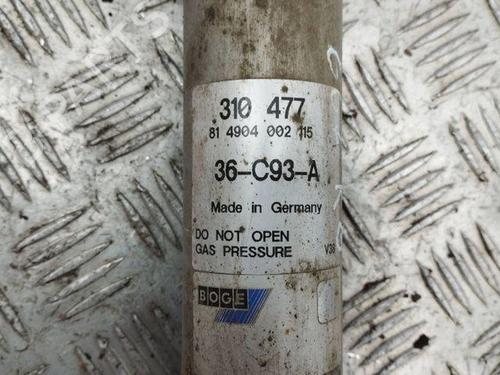 310 477
81 4904 002 115
36-C93-A
Made in Germany
DO NOT OPEN
GAS PRESSURE V38
BOGE